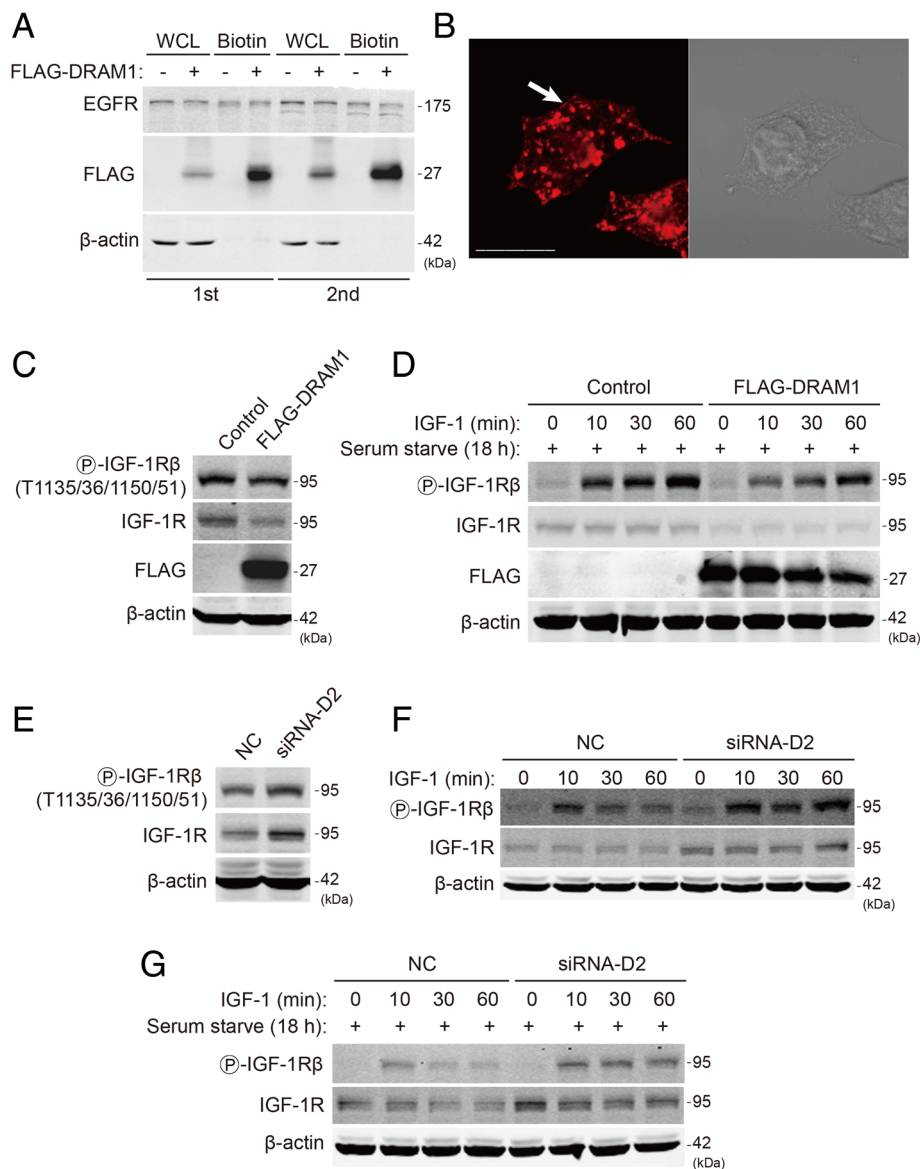 A
WCL Biotin WCL Biotin
FLAG-DRAM1: - + - + - + - +
EGFR -175
FLAG -27
β-actin -42
(kDa)
1st 2nd
B
C
Control FLAG-DRAM1
Ⓟ-IGF-1Rβ
(T1135/36/1150/51) -95
IGF-1R -95
FLAG -27
β-actin -42
(kDa)
D
Control FLAG-DRAM1
IGF-1 (min): 0 10 30 60 0 10 30 60
Serum starve (18 h): + + + + + + + +
Ⓟ-IGF-1Rβ -95
IGF-1R -95
FLAG -27
β-actin -42
(kDa)
E
NC siRNA-D2
Ⓟ-IGF-1Rβ
(T1135/36/1150/51) -95
IGF-1R -95
β-actin -42
(kDa)
F
NC siRNA-D2
IGF-1 (min): 0 10 30 60 0 10 30 60
Ⓟ-IGF-1Rβ -95
IGF-1R -95
β-actin -42
(kDa)
G
NC siRNA-D2
IGF-1 (min): 0 10 30 60 0 10 30 60
Serum starve (18 h): + + + + + + + +
Ⓟ-IGF-1Rβ -95
IGF-1R -95
β-actin -42
(kDa)